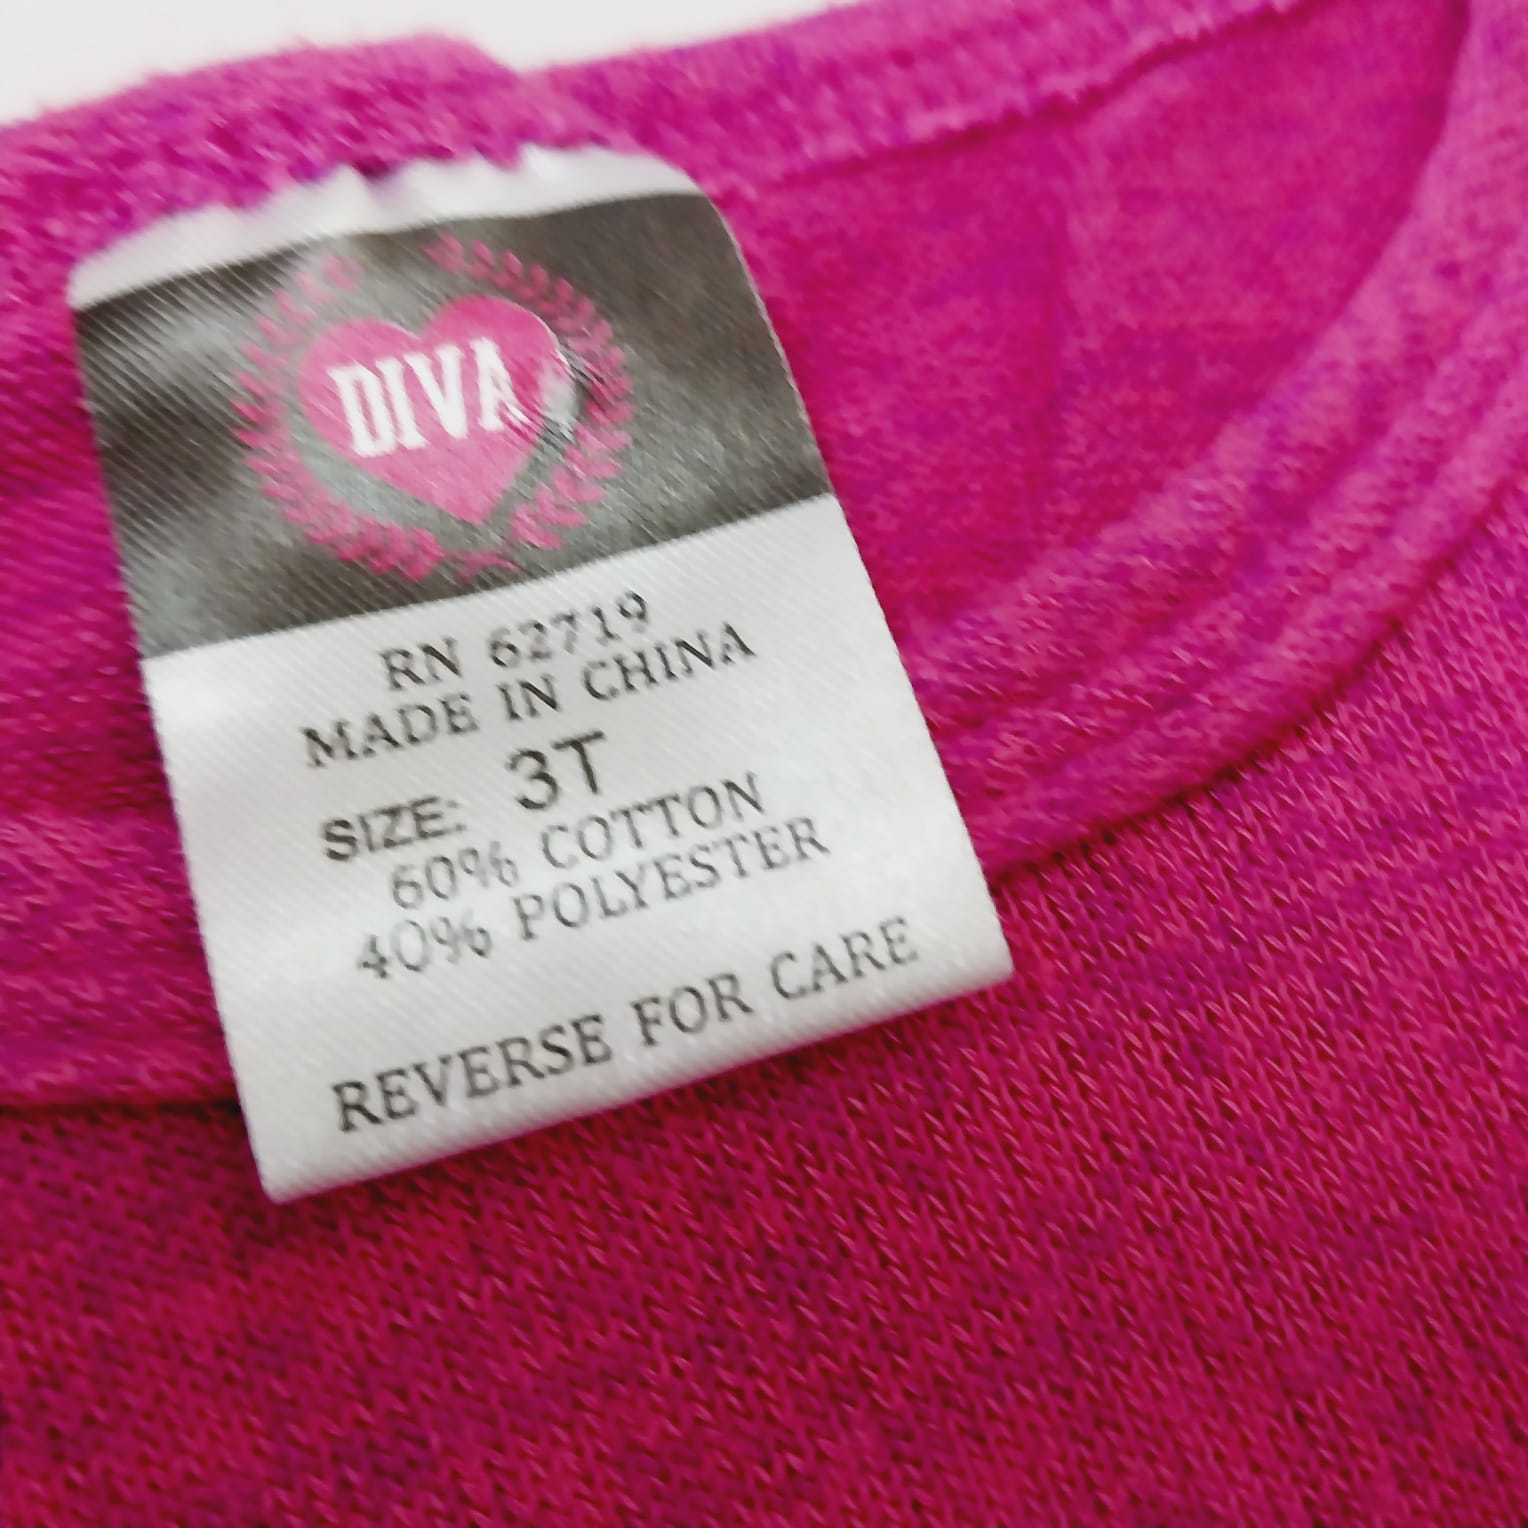 DIVA
RN 62719
MADE IN CHINA
SIZE: 3T
60% COTTON
40% POLYESTER
REVERSE FOR CARE